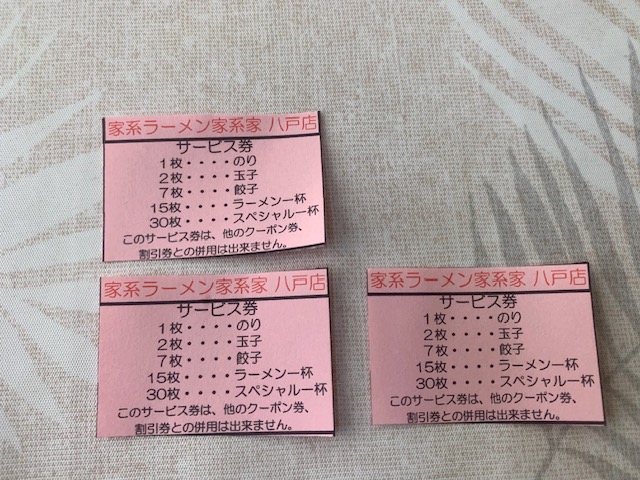 家系ラーメン家系家 八戸店
サービス券
1枚・・・・のり
2枚・・・・玉子
7枚・・・・餃子
15枚・・・・ラーメン一杯
30枚・・・・スペシャル一杯
このサービス券は、他のクーポン券、
割引券との併用は出来ません。
家系ラーメン家系家 八戸店
サービス券
1枚・・・・のり
2枚・・・・玉子
7枚・・・・餃子
15枚・・・・ラーメン一杯
30枚・・・・スペシャル一杯
このサービス券は、他のクーポン券、
割引券との併用は出来ません。
家系ラーメン家系家 八戸店
サービス券
1枚・・・・のり
2枚・・・・玉子
7枚・・・・餃子
15枚・・・・ラーメン一杯
30枚・・・・スペシャル一杯
このサービス券は、他のクーポン券、
割引券との併用は出来ません。